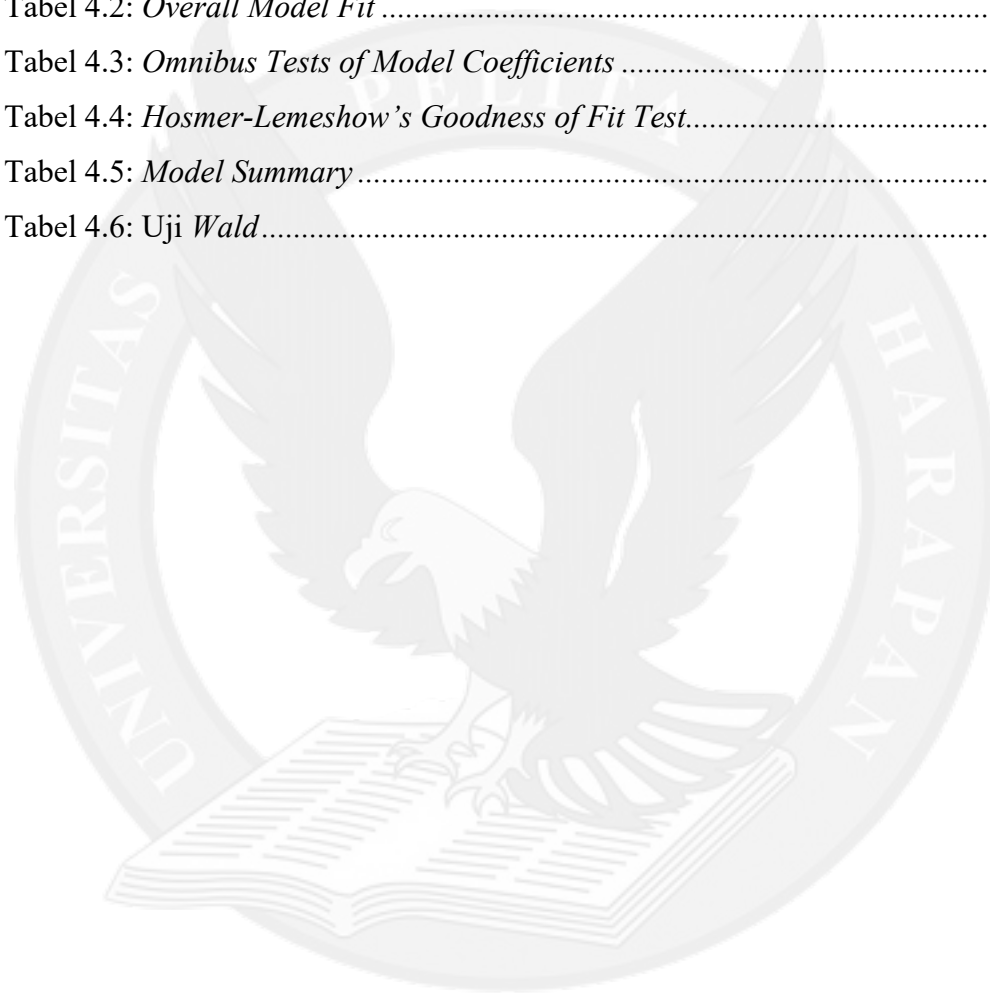 Tabel 4.2: Overall Model Fit ...........................................................................
Tabel 4.3: Omnibus Tests of Model Coefficients ..............................................
Tabel 4.4: Hosmer-Lemeshow’s Goodness of Fit Test......................................
Tabel 4.5: Model Summary ...............................................................................
Tabel 4.6: Uji Wald...........................................................................................
UNIVERSITAS PELITA HARAPAN